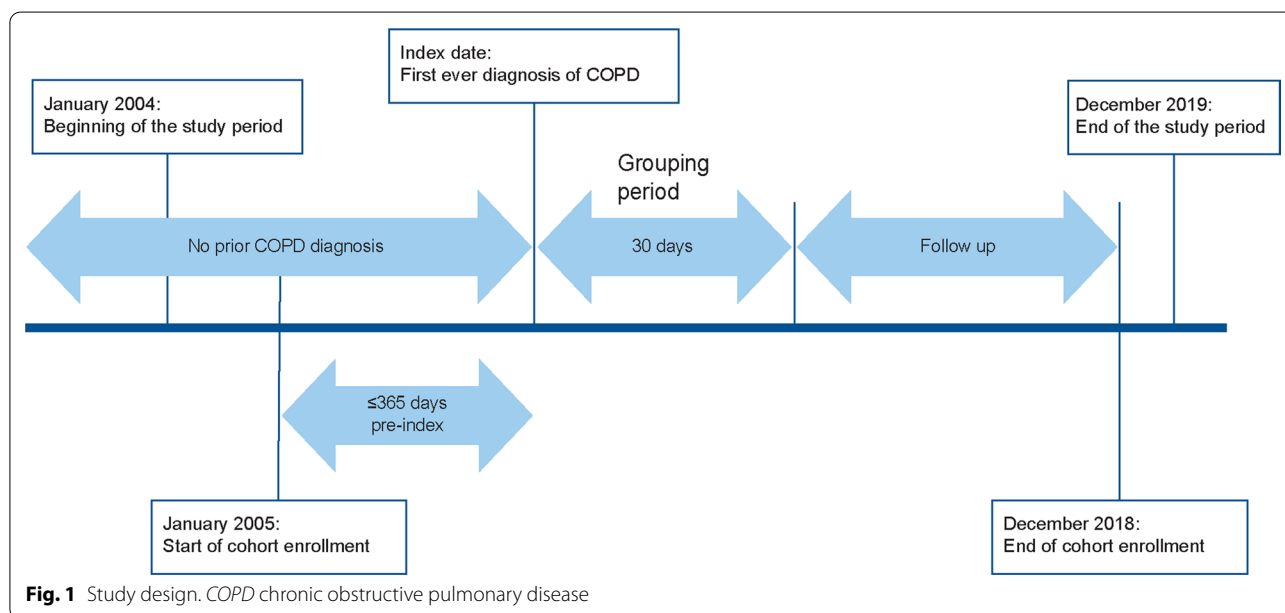 Index date:
First ever diagnosis of COPD
January 2004:
Beginning of the study period
December 2019:
End of the study period
Grouping
period
No prior COPD diagnosis
30 days
Follow up
≤365 days
pre-index
January 2005:
Start of cohort enrollment
December 2018:
End of cohort enrollment
Fig. 1 Study design. COPD chronic obstructive pulmonary disease